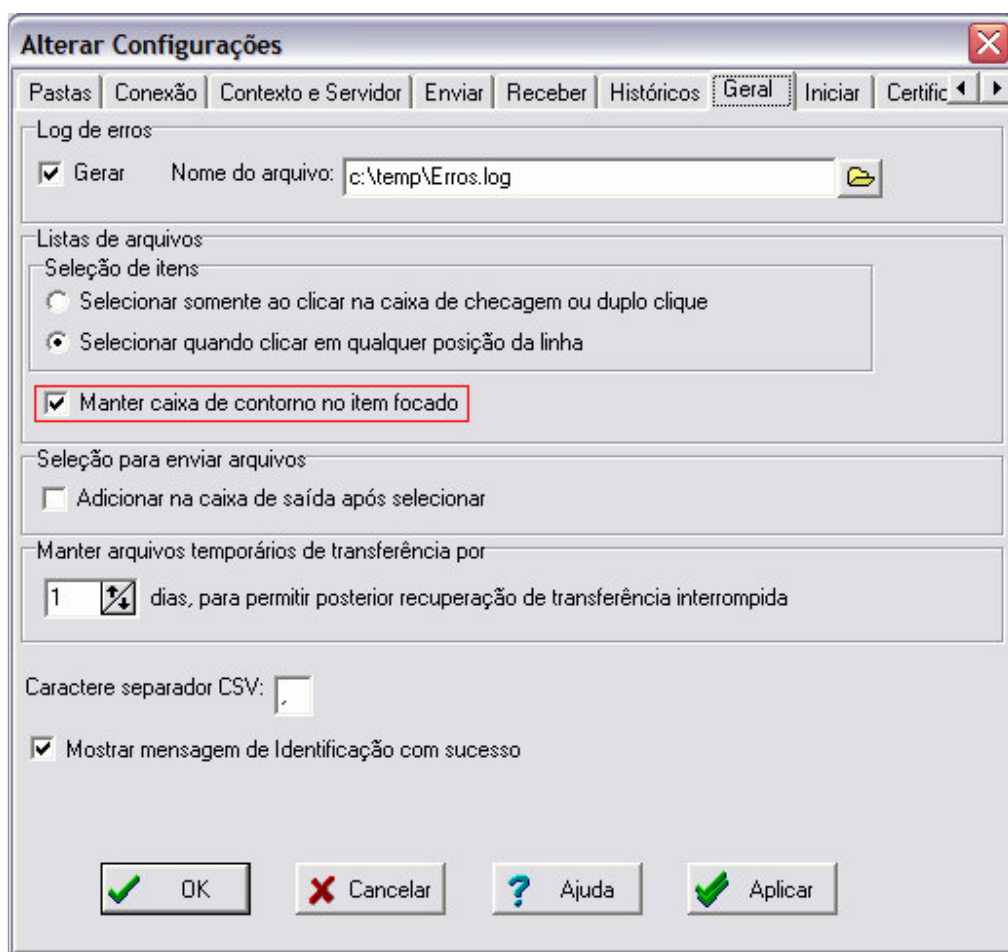 Alterar Configurações
Pastas Conexão Contexto e Servidor Enviar Receber Históricos Geral Iniciar Certific
Log de erros
Gerar Nome do arquivo: c:\temp\Erros.log
Listas de arquivos
Seleção de itens
Selecionar somente ao clicar na caixa de checagem ou duplo clique
Selecionar quando clicar em qualquer posição da linha
Manter caixa de contorno no item focado
Seleção para enviar arquivos
Adicionar na caixa de saída após selecionar
Manter arquivos temporários de transferência por
1 dias, para permitir posterior recuperação de transferência interrompida
Caractere separador CSV: ,
Mostrar mensagem de Identificação com sucesso
OK Cancelar Ajuda Aplicar